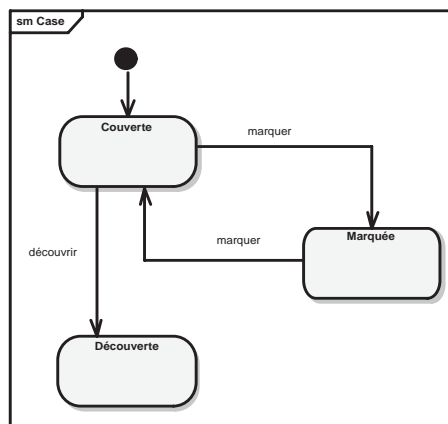 sm Case
Couverte
marquer
marquer
Marquée
découvrir
Découverte